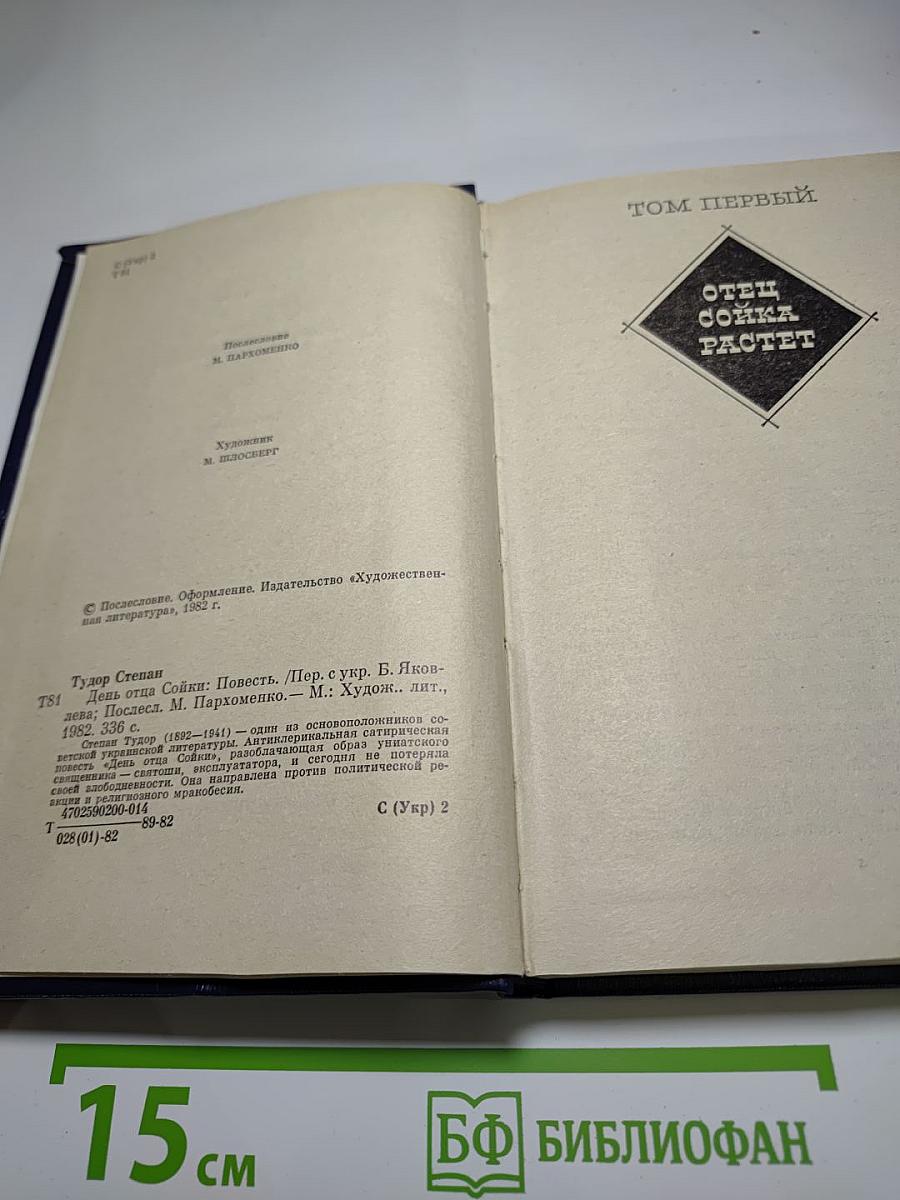 С (Укр) 2
Т 81
Послесловие
М. ПАРХОМЕНКО
Художник
М. ШЛОСБЕРГ
© Послесловие. Оформление. Издательство «Художествен-
ная литература», 1982 г.
Тудор Степан
Т81 День отца Сойки: Повесть. /Пер. с укр. Б. Яков-
лева; Послесл. М. Пархоменко.— М.: Худож.. лит.,
1982. 336 с.
Степан Тудор (1892—1941) — один из основоположников со-
ветской украинской литературы. Антиклерикальная сатирическая
повесть «День отца Сойки», разоблачающая образ униатского
священника — святоши, эксплуататора, и сегодня не потеряла
своей злободневности. Она направлена против политической ре-
акции и религиозного мракобесия.
4702590200-014
Т ————— 89-82
028(01)-82
С (Укр) 2
ТОМ ПЕРВЫЙ
ОТЕЦ
СОЙКА
РАСТЕТ
15 см
БФ БИБЛИОФАН